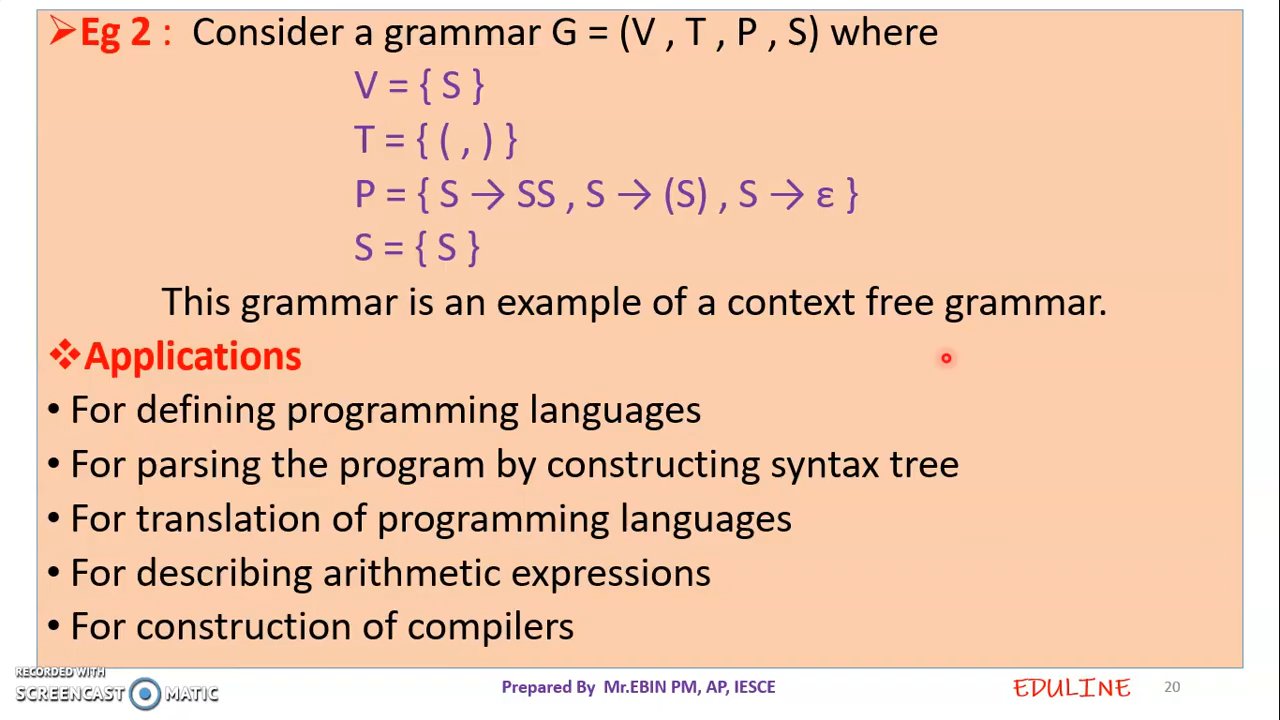 ➢Eg 2 : Consider a grammar G = (V , T , P , S) where
V = { S }
T = { ( , ) }
P = { S → SS , S → (S) , S → ε }
S = { S }
This grammar is an example of a context free grammar.
❖Applications
• For defining programming languages
• For parsing the program by constructing syntax tree
• For translation of programming languages
• For describing arithmetic expressions
• For construction of compilers
RECORDED WITH
SCREENCAST MATIC
Prepared By Mr.EBIN PM, AP, IESCE
EDULINE
20